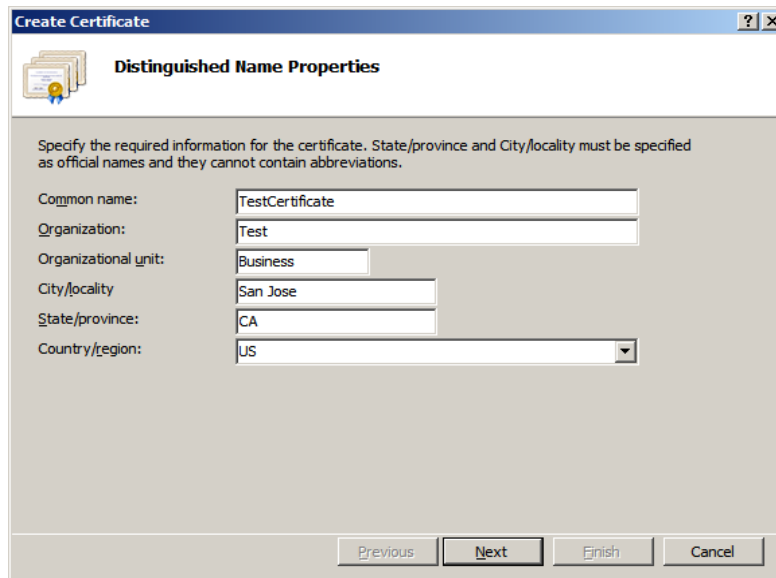 Create Certificate
Distinguished Name Properties
Specify the required information for the certificate. State/province and City/locality must be specified
as official names and they cannot contain abbreviations.
Common name: TestCertificate
Organization: Test
Organizational unit: Business
City/locality San Jose
State/province: CA
Country/region: US
Previous Next Finish Cancel